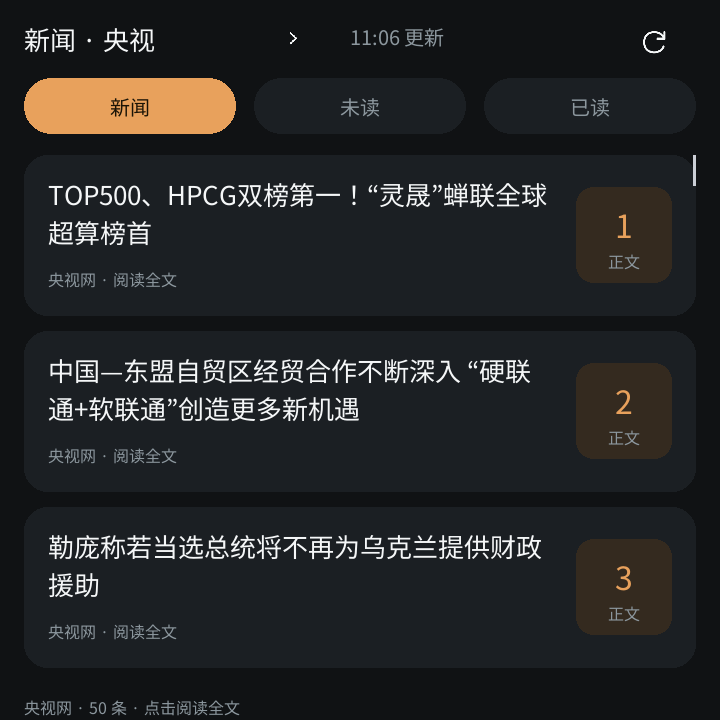 新闻 · 央视
11:06 更新
新闻
未读
已读
TOP500、HPCG双榜第一！“灵晟”蝉联全球
超算榜首
央视网 · 阅读全文
1
正文
中国—东盟自贸区经贸合作不断深入 “硬联
通+软联通”创造更多新机遇
央视网 · 阅读全文
2
正文
勒庞称若当选总统将不再为乌克兰提供财政
援助
央视网 · 阅读全文
3
正文
央视网 · 50 条 · 点击阅读全文